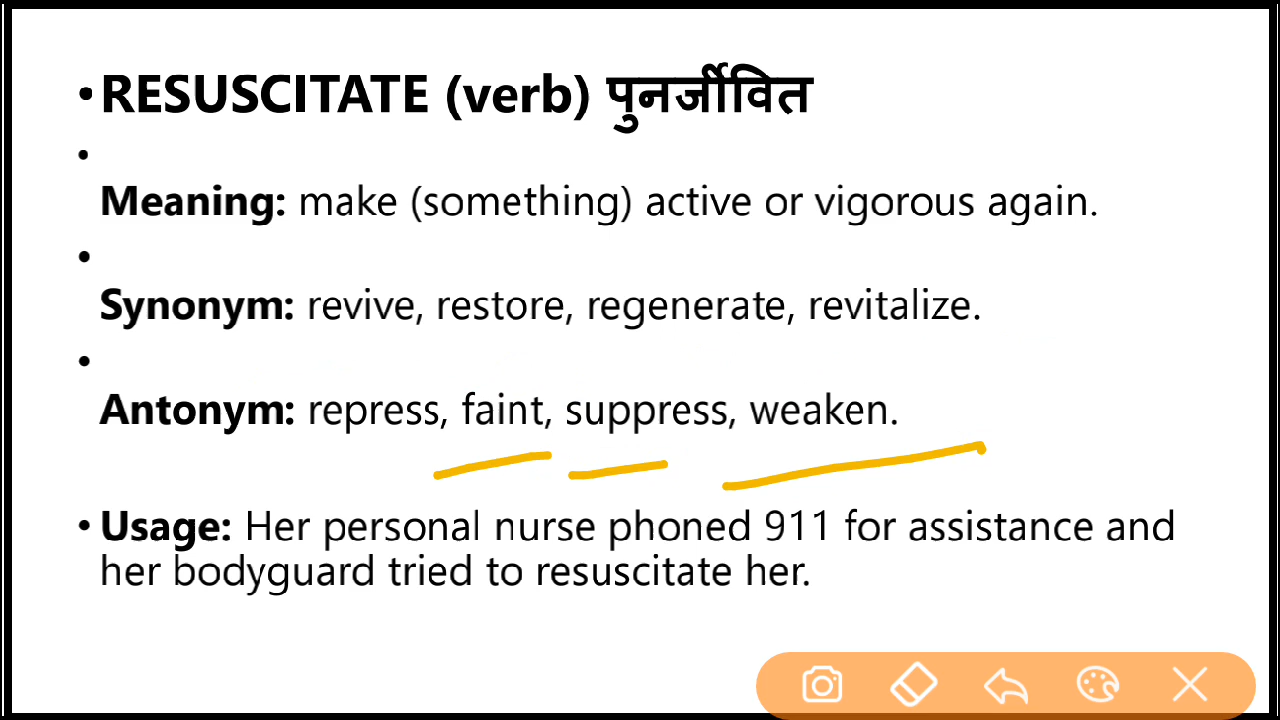 •RESUSCITATE (verb) पुनर्जीवित
•
Meaning: make (something) active or vigorous again.
•
Synonym: revive, restore, regenerate, revitalize.
•
Antonym: repress, faint, suppress, weaken.
•Usage: Her personal nurse phoned 911 for assistance and
her bodyguard tried to resuscitate her.